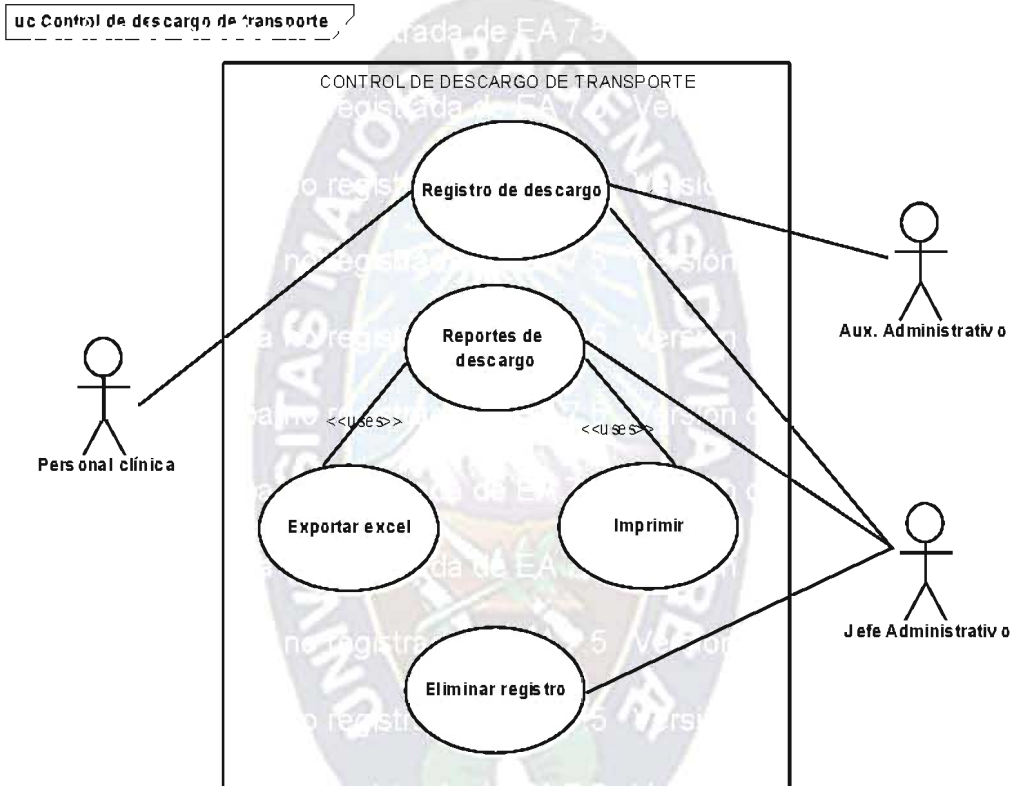 uc Control de descargo de transporte
CONTROL DE DESCARGO DE TRANSPORTE
Registro de descargo
Aux. Administrativo
Reportes de
descargo
Personal clínica
<<uses>>
<<uses>>
Exportar excel
Imprimir
Jefe Administrativo
Eliminar registro